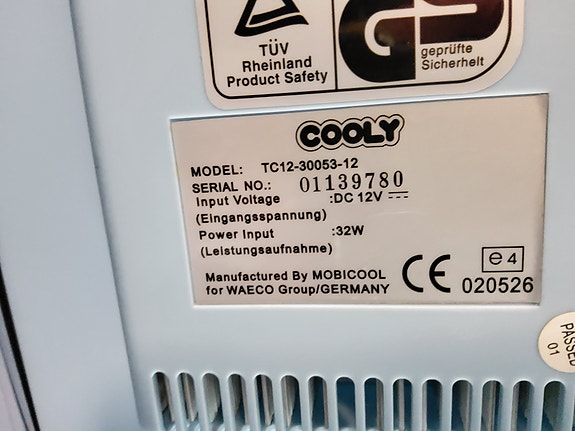 TÜV
Rheinland
Product Safety
GS
geprüfte
Sicherheit
COOLY
MODEL: TC12-30053-12
SERIAL NO.: 01139780
Input Voltage :DC 12V ⎓
(Eingangsspannung)
Power Input :32W
(Leistungsaufnahme)
Manufactured By MOBICOOL
for WAECO Group/GERMANY
CE
e4
020526
PASSED
01